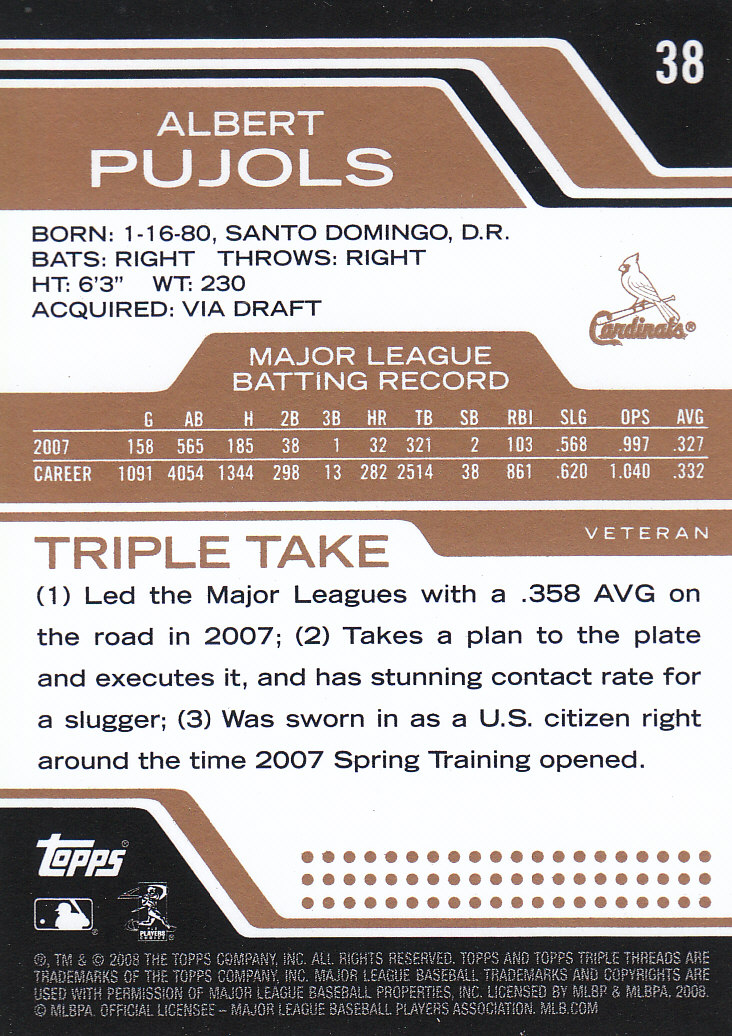 38
ALBERT
PUJOLS
BORN: 1-16-80, SANTO DOMINGO, D.R.
BATS: RIGHT THROWS: RIGHT
HT: 6'3" WT: 230
ACQUIRED: VIA DRAFT
Cardinals®
MAJOR LEAGUE
BATTING RECORD
G AB H 2B 3B HR TB SB RBI SLG OPS AVG
2007 158 565 185 38 1 32 321 2 103 .568 .997 .327
CAREER 1091 4054 1344 298 13 282 2514 38 861 .620 1.040 .332
VETERAN
TRIPLE TAKE
(1) Led the Major Leagues with a .358 AVG on
the road in 2007; (2) Takes a plan to the plate
and executes it, and has stunning contact rate for
a slugger; (3) Was sworn in as a U.S. citizen right
around the time 2007 Spring Training opened.
Topps®
PLAYERS
CHOICE
®, TM & © 2008 THE TOPPS COMPANY, INC. ALL RIGHTS RESERVED. TOPPS AND TOPPS TRIPLE THREADS ARE
TRADEMARKS OF THE TOPPS COMPANY, INC. MAJOR LEAGUE BASEBALL TRADEMARKS AND COPYRIGHTS ARE
USED WITH PERMISSION OF MAJOR LEAGUE BASEBALL PROPERTIES, INC. LICENSED BY MLBP & MLBPA, 2008.
© MLBPA. OFFICIAL LICENSEE – MAJOR LEAGUE BASEBALL PLAYERS ASSOCIATION. MLB.COM